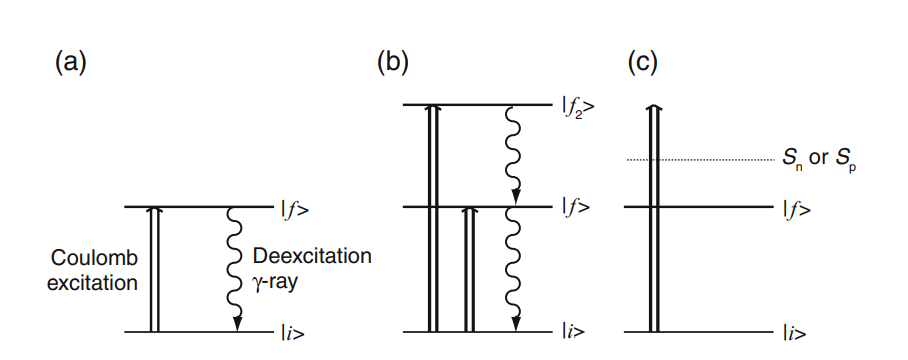 (a)
|f>
Coulomb
excitation
Deexcitation
γ-ray
|i>
(b)
|f₂>
|f>
|i>
(c)
Sₙ or Sₚ
|f>
|i>